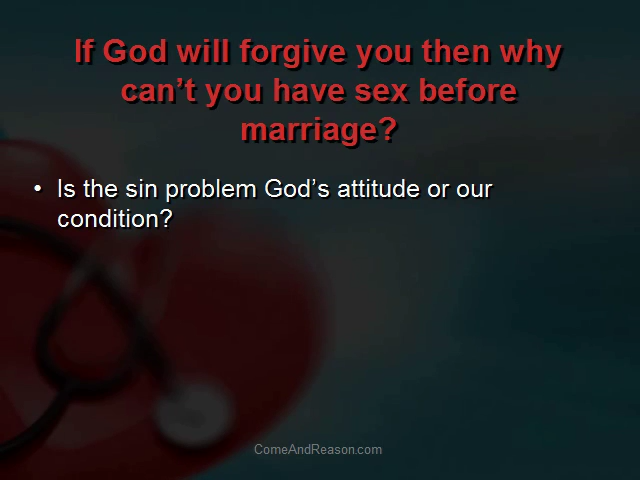 If God will forgive you then why
can’t you have sex before
marriage?
• Is the sin problem God’s attitude or our
condition?
ComeAndReason.com